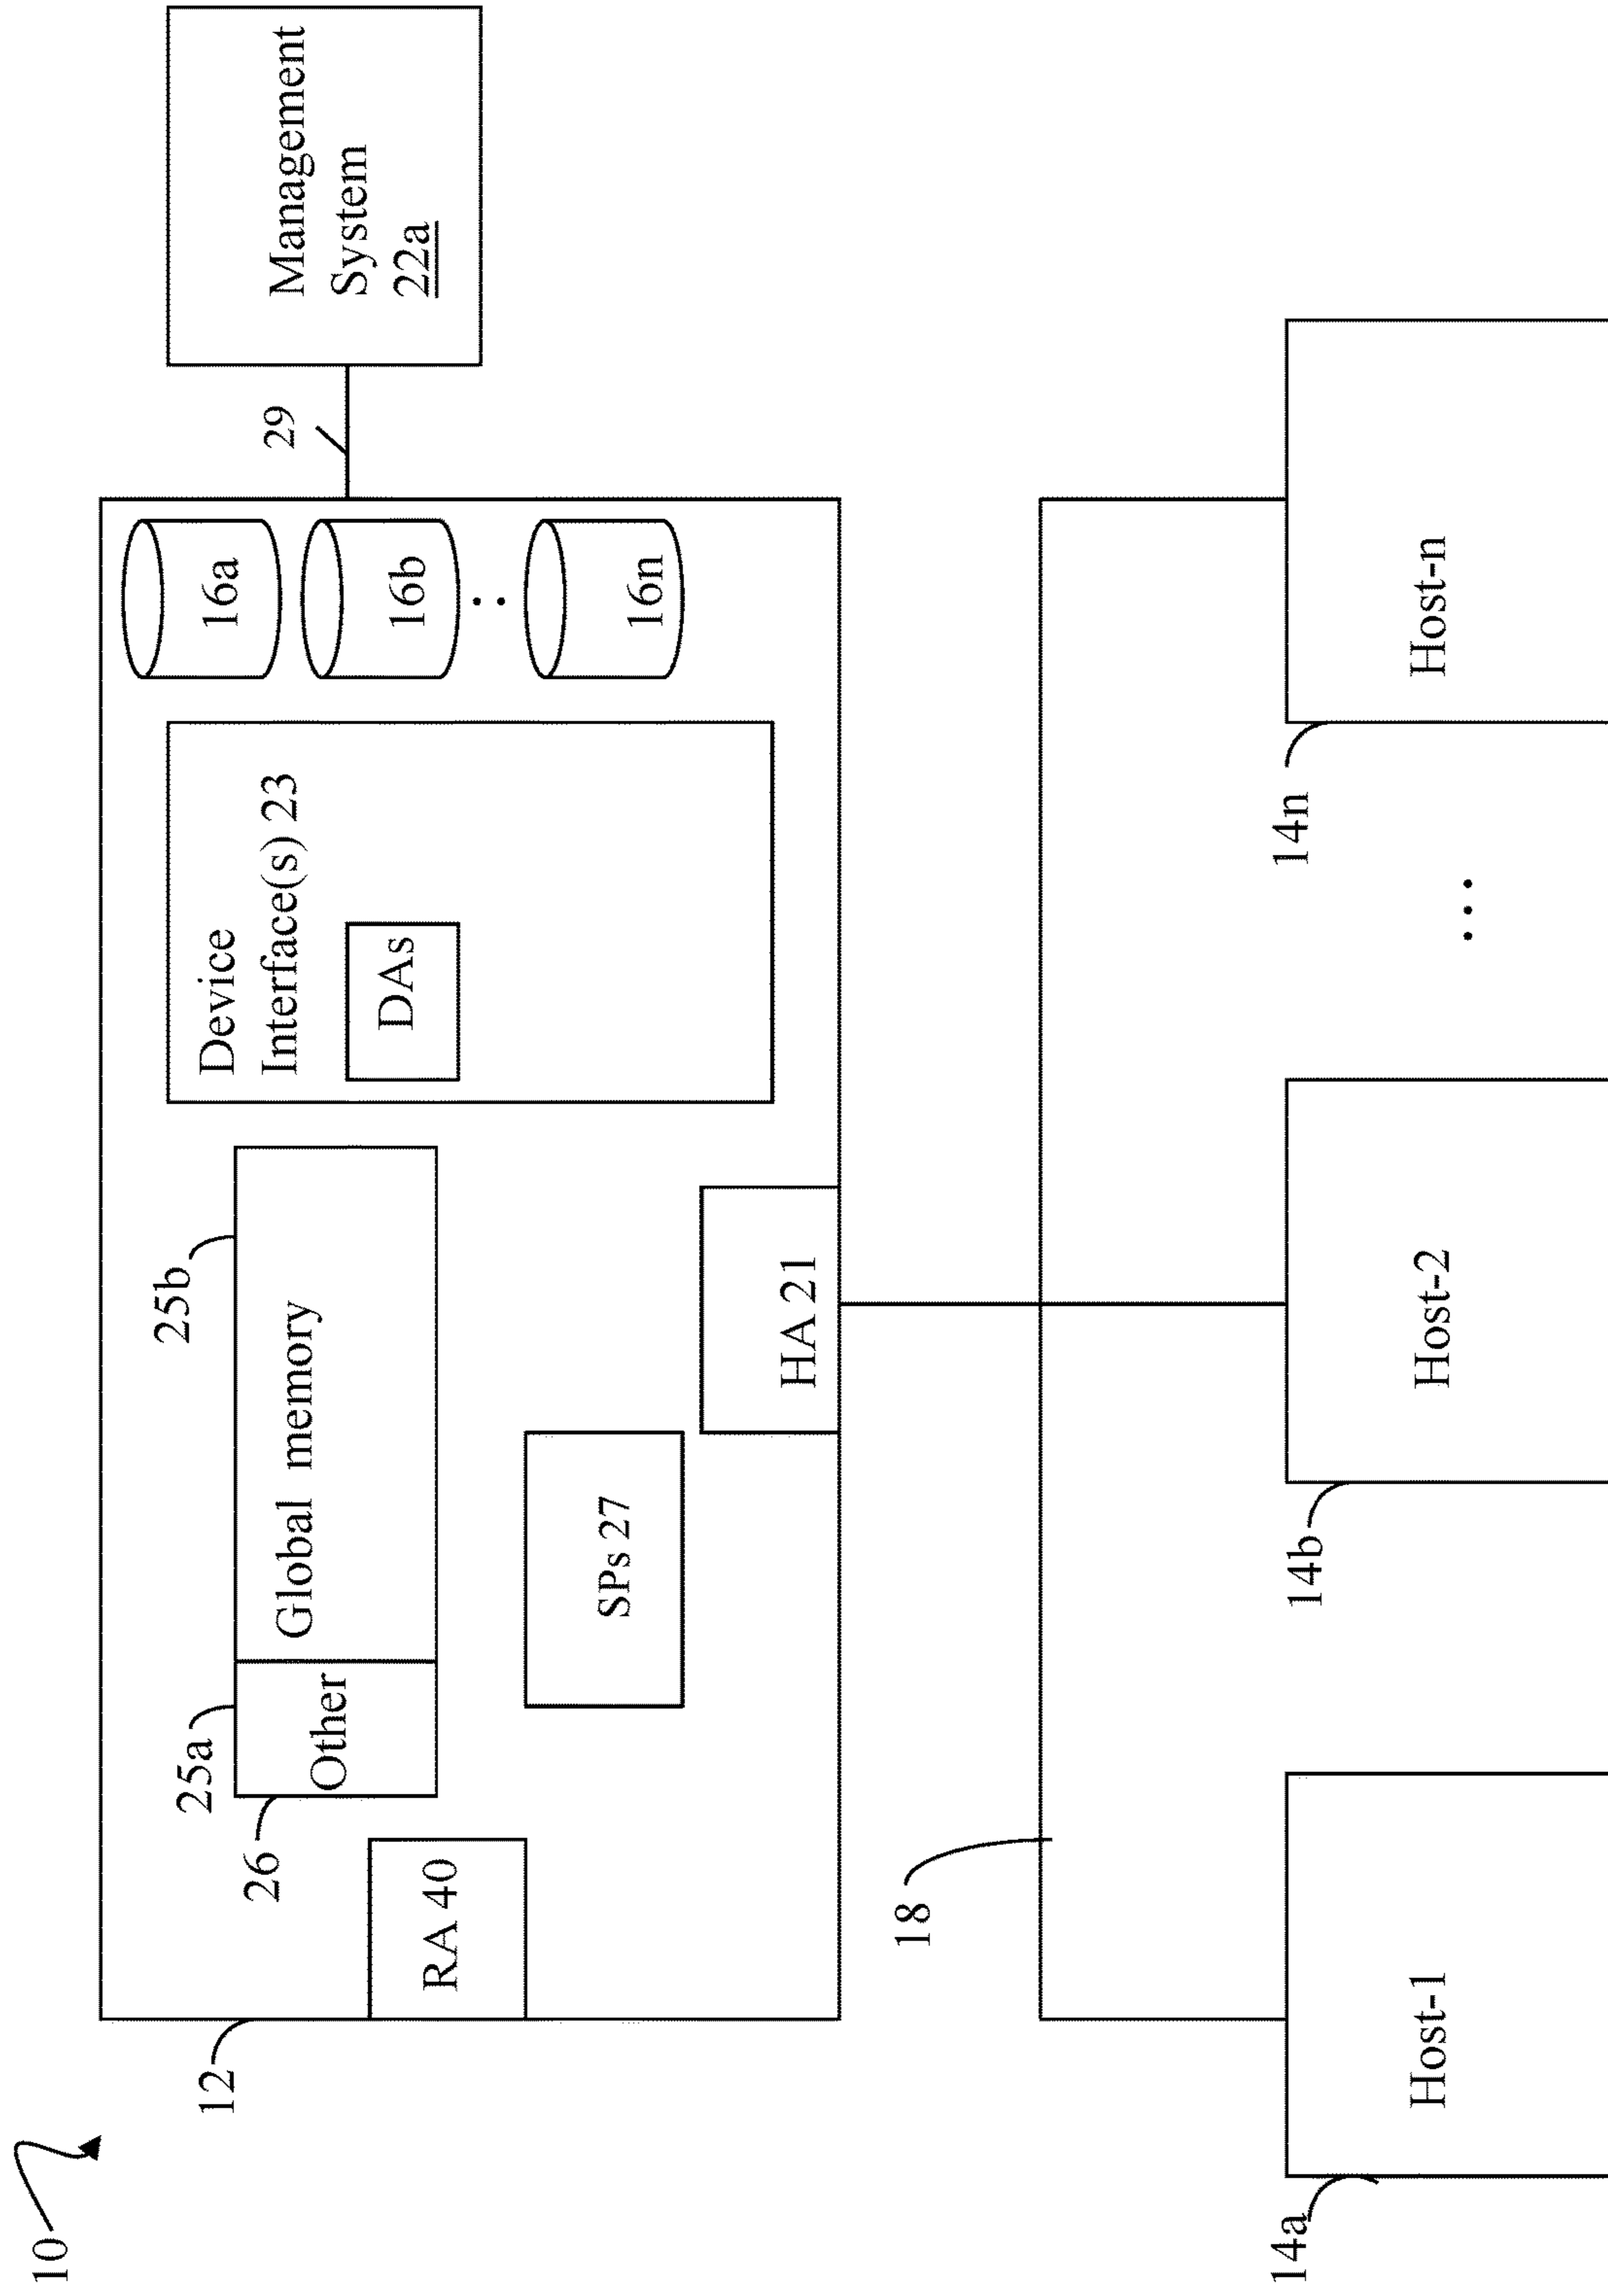 10
12
RA 40
26
25a
Other
25b
Global memory
SPs 27
HA 21
Device
Interface(s) 23
DAs
16a
16b
16n
29
Management
System
22a
18
14a
Host-1
14b
Host-2
...
14n
Host-n